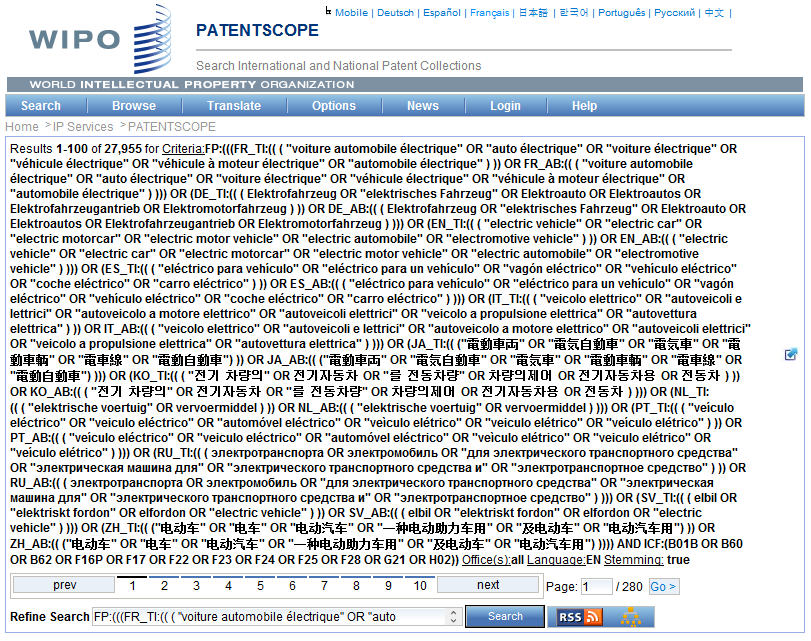 Mobile | Deutsch | Español | Français | 日本語 | 한국어 | Português | Русский | 中文 |
WIPO
PATENTSCOPE
Search International and National Patent Collections
WORLD INTELLECTUAL PROPERTY ORGANIZATION
Search Browse Translate Options News Login Help
Home > IP Services > PATENTSCOPE
Results 1-100 of 27,955 for Criteria:FP:(((FR_TI:(( ( "voiture automobile électrique" OR "auto électrique" OR "voiture électrique" OR
"véhicule électrique" OR "véhicule à moteur électrique" OR "automobile électrique" ) )) OR FR_AB:(( ( "voiture automobile
électrique" OR "auto électrique" OR "voiture électrique" OR "véhicule électrique" OR "véhicule à moteur électrique" OR
"automobile électrique" ) ))) OR (DE_TI:(( ( Elektrofahrzeug OR "elektrisches Fahrzeug" OR Elektroauto OR Elektroautos OR
Elektrofahrzeugantrieb OR Elektromotorfahrzeug ) )) OR DE_AB:(( ( Elektrofahrzeug OR "elektrisches Fahrzeug" OR Elektroauto OR
Elektroautos OR Elektrofahrzeugantrieb OR Elektromotorfahrzeug ) ))) OR (EN_TI:(( ( "electric vehicle" OR "electric car" OR
"electric motorcar" OR "electric motor vehicle" OR "electric automobile" OR "electromotive vehicle" ) )) OR EN_AB:(( ( "electric
vehicle" OR "electric car" OR "electric motorcar" OR "electric motor vehicle" OR "electric automobile" OR "electromotive
vehicle" ) ))) OR (ES_TI:(( ( "eléctrico para vehículo" OR "eléctrico para un vehículo" OR "vagón eléctrico" OR "vehículo eléctrico"
OR "coche eléctrico" OR "carro eléctrico" ) )) OR ES_AB:(( ( "eléctrico para vehículo" OR "eléctrico para un vehículo" OR "vagón
eléctrico" OR "vehículo eléctrico" OR "coche eléctrico" OR "carro eléctrico" ) ))) OR (IT_TI:(( ( "veicolo elettrico" OR "autoveicoli e
lettrici" OR "autoveicolo a motore elettrico" OR "autoveicoli elettrici" OR "veicolo a propulsione elettrica" OR "autovettura
elettrica" ) )) OR IT_AB:(( ( "veicolo elettrico" OR "autoveicoli e lettrici" OR "autoveicolo a motore elettrico" OR "autoveicoli elettrici"
OR "veicolo a propulsione elettrica" OR "autovettura elettrica" ) ))) OR (JA_TI:(( ("電動車両" OR "電気自動車" OR "電気車" OR "電
動車輌" OR "電車線" OR "電動自動車") )) OR JA_AB:(( ("電動車両" OR "電気自動車" OR "電気車" OR "電動車輌" OR "電車線" OR
"電動自動車") ))) OR (KO_TI:(( ( "전기 차량의" OR 전기자동차 OR "를 전동차량" OR 차량의제어 OR 전기자동차용 OR 전동차 ) ))
OR KO_AB:(( ( "전기 차량의" OR 전기자동차 OR "를 전동차량" OR 차량의제어 OR 전기자동차용 OR 전동차 ) ))) OR (NL_TI:
(( ( "elektrische voertuig" OR vervoermiddel ) )) OR NL_AB:(( ( "elektrische voertuig" OR vervoermiddel ) ))) OR (PT_TI:(( ( "veículo
eléctrico" OR "veiculo eléctrico" OR "automóvel eléctrico" OR "veìculo elétrico" OR "veiculo elétrico" OR "veículo elétrico" ) )) OR
PT_AB:(( ( "veículo eléctrico" OR "veiculo eléctrico" OR "automóvel eléctrico" OR "veìculo elétrico" OR "veiculo elétrico" OR
"veículo elétrico" ) ))) OR (RU_TI:(( ( электротранспорта OR электромобиль OR "для электрического транспортного средства"
OR "электрическая машина для" OR "электрического транспортного средства и" OR "электротранспортное средство" ) )) OR
RU_AB:(( ( электротранспорта OR электромобиль OR "для электрического транспортного средства" OR "электрическая
машина для" OR "электрического транспортного средства и" OR "электротранспортное средство" ) ))) OR (SV_TI:(( ( elbil OR
"elektriskt fordon" OR elfordon OR "electric vehicle" ) )) OR SV_AB:(( ( elbil OR "elektriskt fordon" OR elfordon OR "electric
vehicle" ) ))) OR (ZH_TI:(( ("电动车" OR "电车" OR "电动汽车" OR "一种电动助力车用" OR "及电动车" OR "电动汽车用") )) OR
ZH_AB:(( ("电动车" OR "电车" OR "电动汽车" OR "一种电动助力车用" OR "及电动车" OR "电动汽车用") )))) AND ICF:(B01B OR B60
OR B62 OR F16P OR F17 OR F22 OR F23 OR F24 OR F25 OR F28 OR G21 OR H02)) Office(s):all Language:EN Stemming: true
prev 1 2 3 4 5 6 7 8 9 10 next Page: 1 / 280 Go >
Refine Search FP:(((FR_TI:(( ( "voiture automobile électrique" OR "auto Search RSS